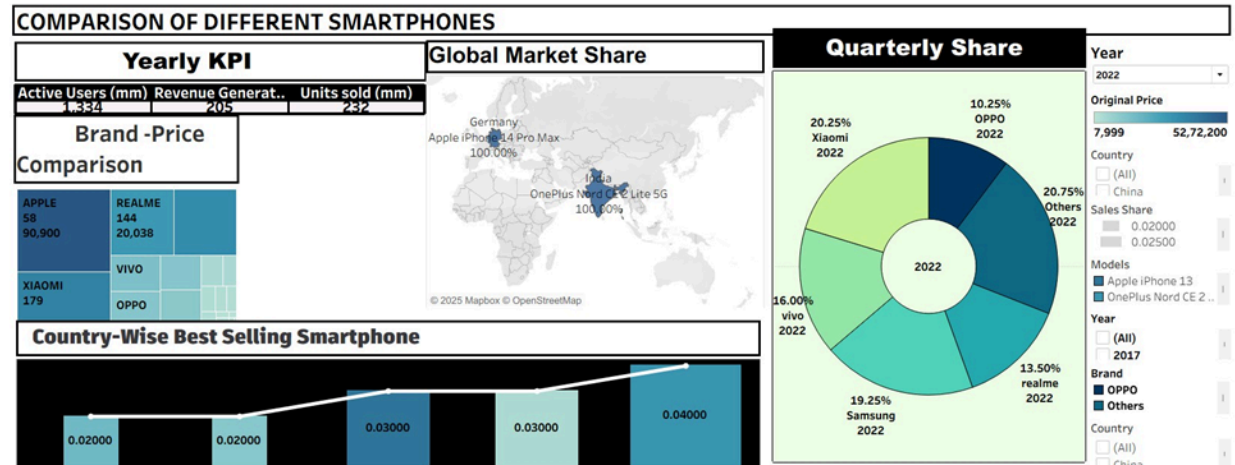 COMPARISON OF DIFFERENT SMARTPHONES
Yearly KPI
Active Users (mm) Revenue Generat.. Units sold (mm)
1,334 205 232
Brand -Price
Comparison
APPLE
58
90,900
REALME
144
20,038
XIAOMI
179
VIVO
OPPO
Global Market Share
Germany
Apple iPhone 14 Pro Max
100.00%
India
OnePlus Nord CE 2 Lite 5G
100.00%
© 2025 Mapbox © OpenStreetMap
Country-Wise Best Selling Smartphone
0.02000
0.02000
0.03000
0.03000
0.04000
Quarterly Share
10.25%
OPPO
2022
20.75%
Others
2022
13.50%
realme
2022
19.25%
Samsung
2022
16.00%
vivo
2022
20.25%
Xiaomi
2022
2022
Year
2022
Original Price
7,999 52,72,200
Country
(All)
China
Sales Share
0.02000
0.02500
Models
Apple iPhone 13
OnePlus Nord CE 2 ..
Year
(All)
2017
Brand
OPPO
Others
Country
(All)
China